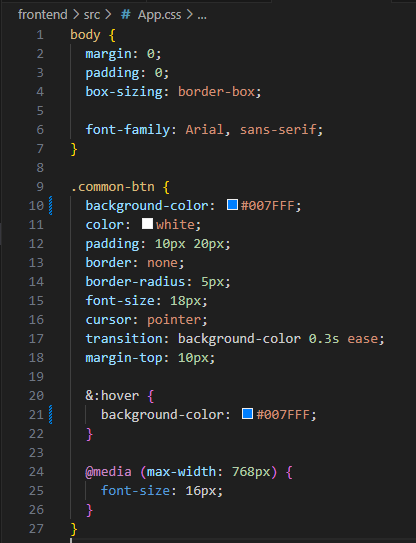 frontend > src > # App.css > ...
1 body {
2   margin: 0;
3   padding: 0;
4   box-sizing: border-box;
5
6   font-family: Arial, sans-serif;
7 }
8
9 .common-btn {
10   background-color: #007FFF;
11   color: white;
12   padding: 10px 20px;
13   border: none;
14   border-radius: 5px;
15   font-size: 18px;
16   cursor: pointer;
17   transition: background-color 0.3s ease;
18   margin-top: 10px;
19
20   &:hover {
21     background-color: #007FFF;
22   }
23
24   @media (max-width: 768px) {
25     font-size: 16px;
26   }
27 }